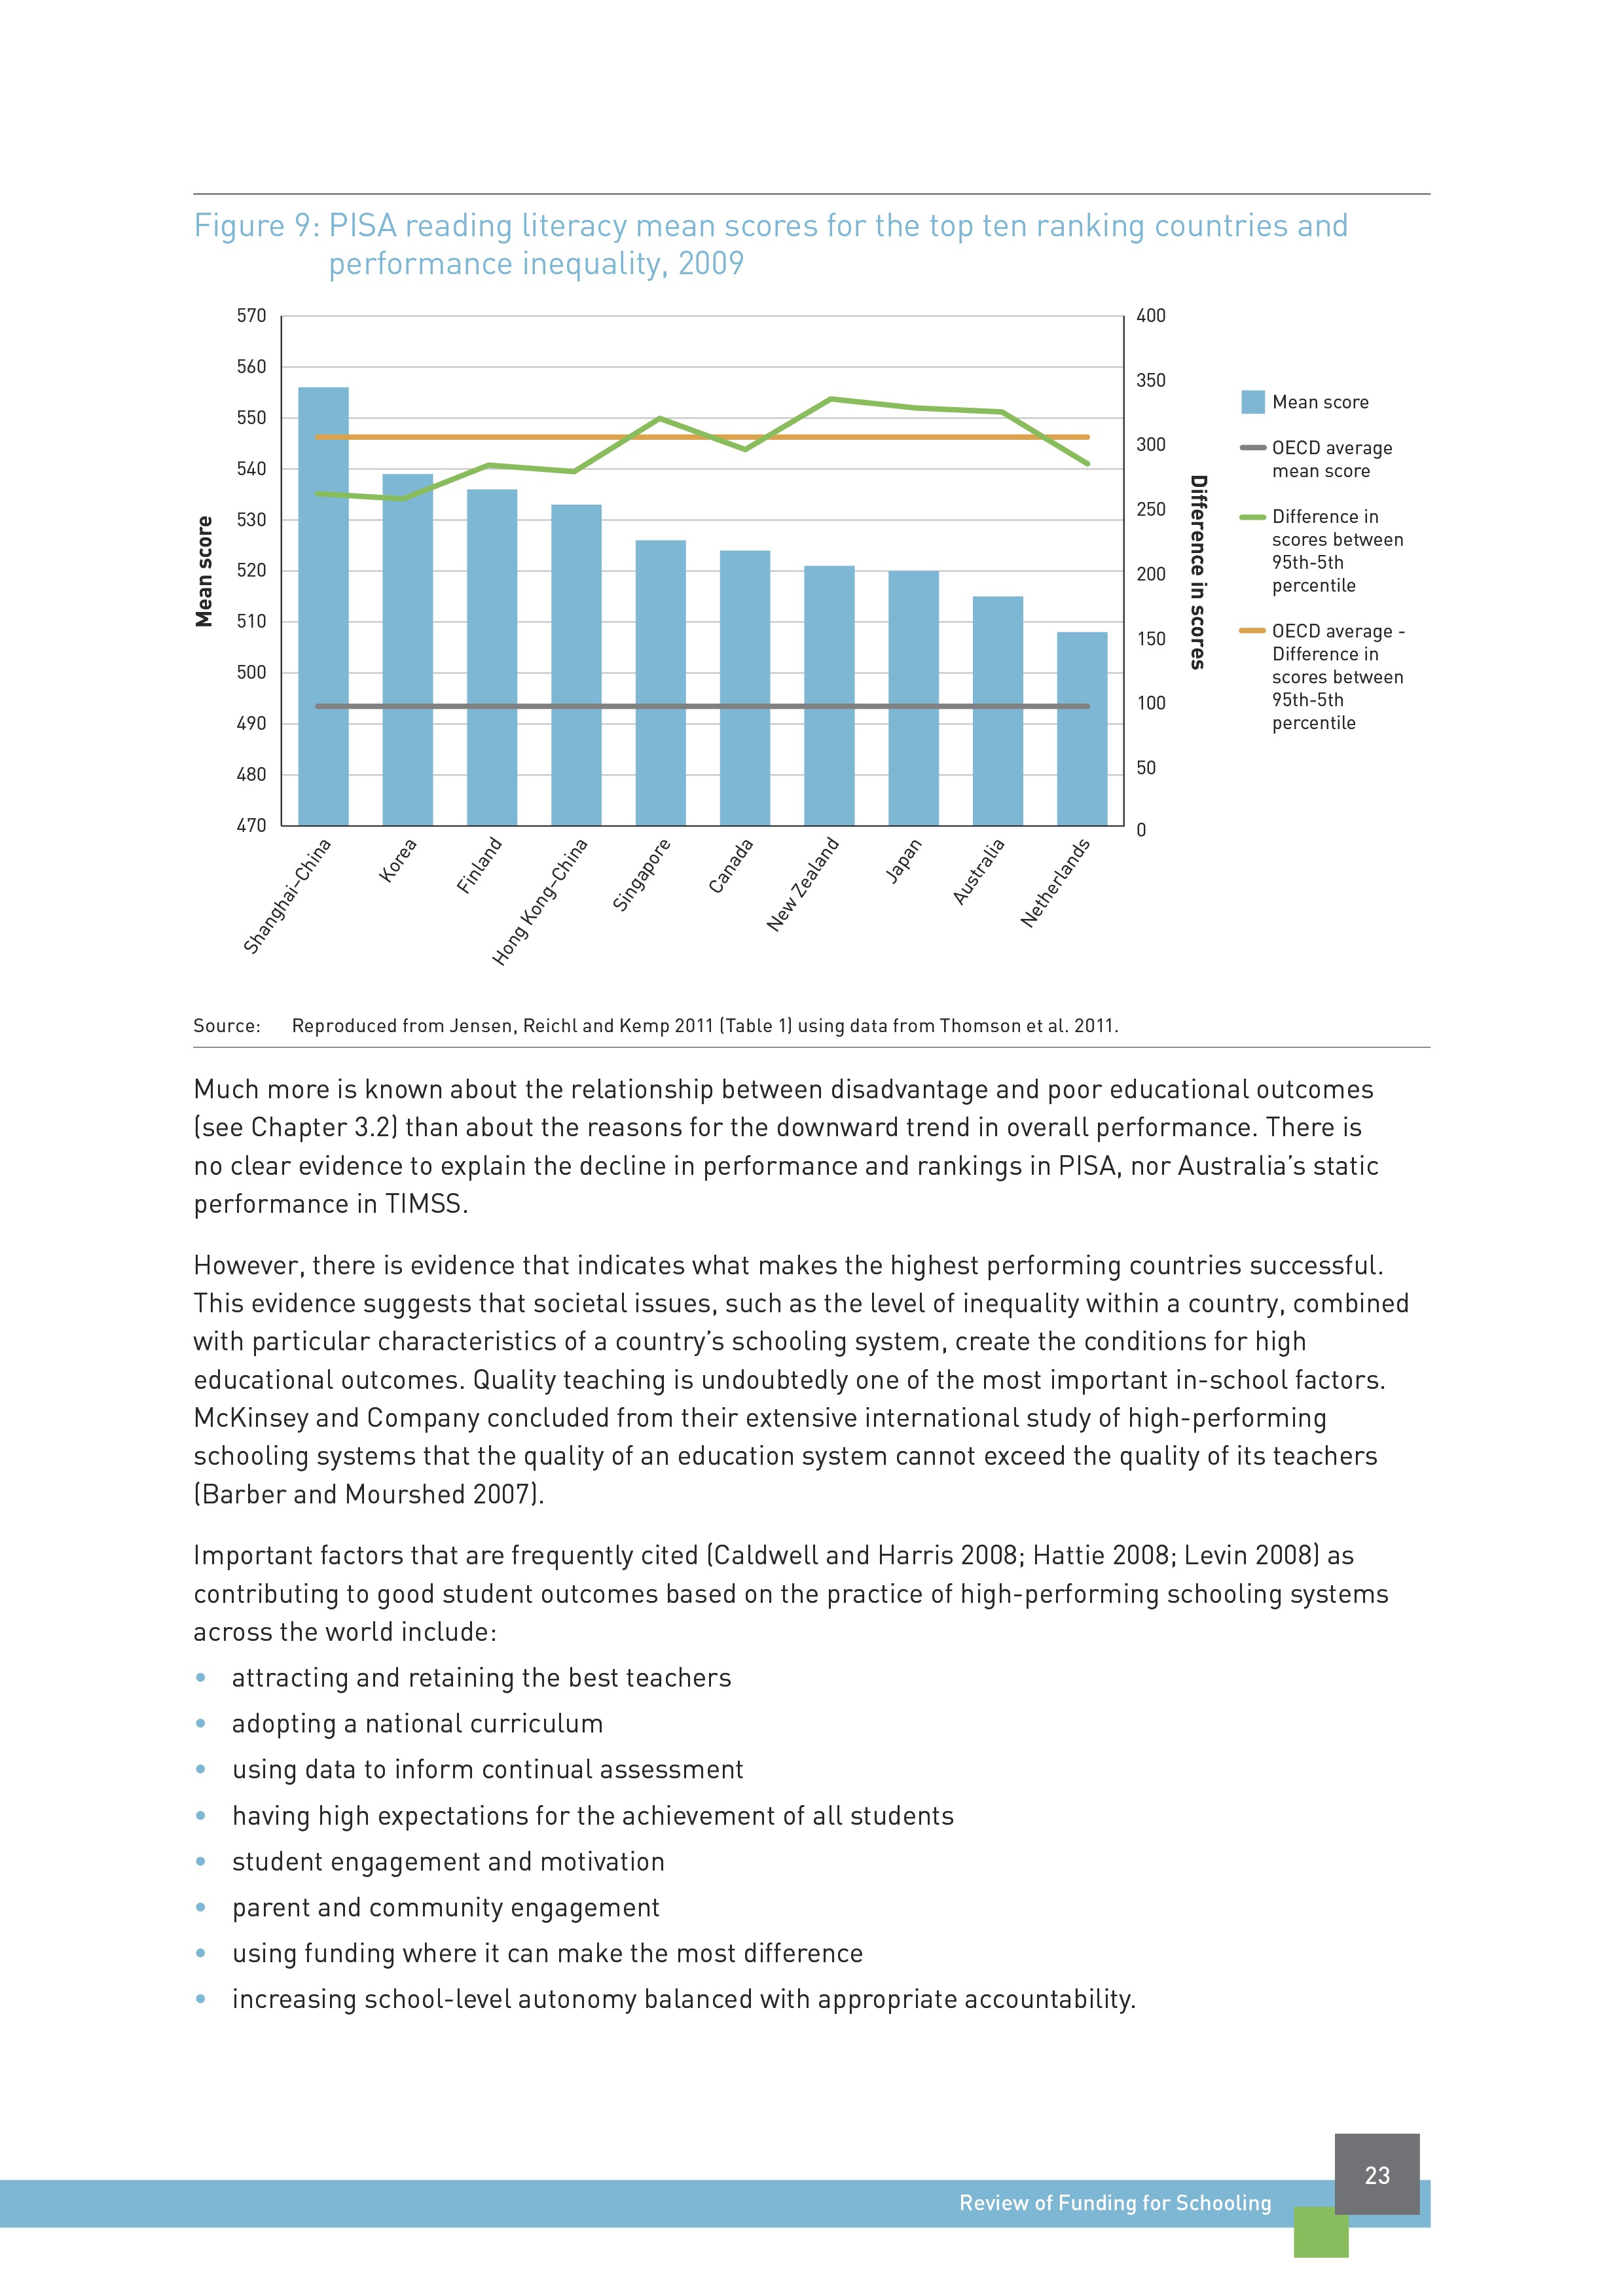 Figure 9: PISA reading literacy mean scores for the top ten ranking countries and
performance inequality, 2009
570
560
550
540
530
520
510
500
490
480
470
Mean score
400
350
300
250
200
150
100
50
0
Difference in scores
Shanghai–China
Korea
Finland
Hong Kong–China
Singapore
Canada
New Zealand
Japan
Australia
Netherlands
Mean score
OECD average
mean score
Difference in
scores between
95th-5th
percentile
OECD average -
Difference in
scores between
95th-5th
percentile
Source: Reproduced from Jensen, Reichl and Kemp 2011 (Table 1) using data from Thomson et al. 2011.
Much more is known about the relationship between disadvantage and poor educational outcomes
(see Chapter 3.2) than about the reasons for the downward trend in overall performance. There is
no clear evidence to explain the decline in performance and rankings in PISA, nor Australia’s static
performance in TIMSS.
However, there is evidence that indicates what makes the highest performing countries successful.
This evidence suggests that societal issues, such as the level of inequality within a country, combined
with particular characteristics of a country’s schooling system, create the conditions for high
educational outcomes. Quality teaching is undoubtedly one of the most important in-school factors.
McKinsey and Company concluded from their extensive international study of high-performing
schooling systems that the quality of an education system cannot exceed the quality of its teachers
(Barber and Mourshed 2007).
Important factors that are frequently cited (Caldwell and Harris 2008; Hattie 2008; Levin 2008) as
contributing to good student outcomes based on the practice of high-performing schooling systems
across the world include:
• attracting and retaining the best teachers
• adopting a national curriculum
• using data to inform continual assessment
• having high expectations for the achievement of all students
• student engagement and motivation
• parent and community engagement
• using funding where it can make the most difference
• increasing school-level autonomy balanced with appropriate accountability.
Review of Funding for Schooling
23